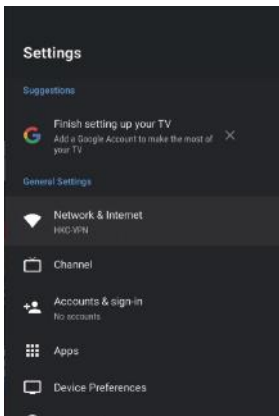 Settings
Suggestions
Finish setting up your TV
Add a Google Account to make the most of
your TV
General Settings
Network & Internet
HKC-VPN
Channel
Accounts & sign-in
No accounts
Apps
Device Preferences